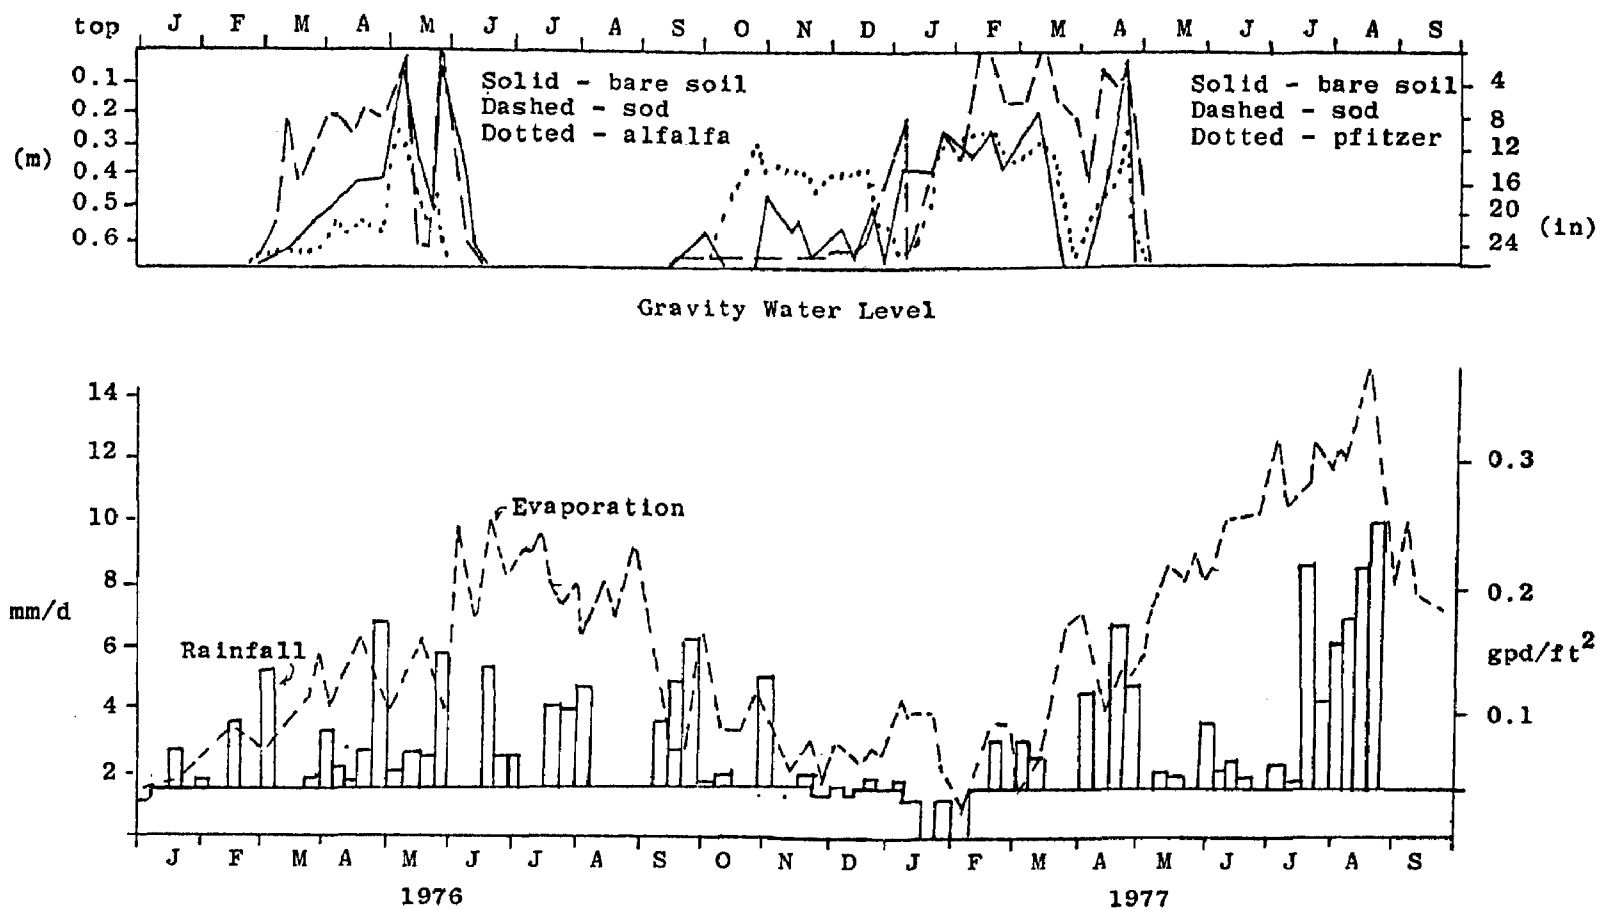 top J F M A M J J A S O N D J F M A M J J A S
0.1
0.2
0.3
0.4
0.5
0.6
(m)
Solid - bare soil
Dashed - sod
Dotted - alfalfa
Solid - bare soil
Dashed - sod
Dotted - pfitzer
4
8
12
16
20
24
(in)
Gravity Water Level
14
12
10
8
6
4
2
mm/d
Evaporation
Rainfall
0.3
0.2
0.1
gpd/ft²
J F M A M J J A S O N D J F M A M J J A S
1976 1977